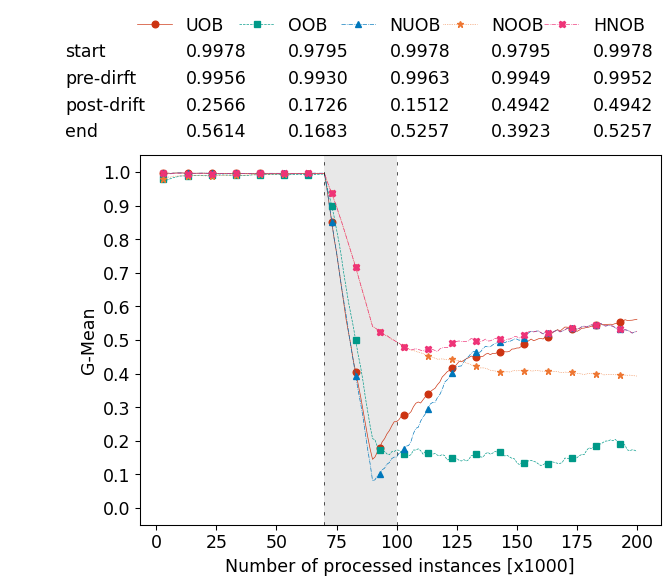 UOB OOB NUOB NOOB HNOB
start 0.9978 0.9795 0.9978 0.9795 0.9978
pre-dirft 0.9956 0.9930 0.9963 0.9949 0.9952
post-drift 0.2566 0.1726 0.1512 0.4942 0.4942
end 0.5614 0.1683 0.5257 0.3923 0.5257
1.0
0.9
0.8
0.7
0.6
0.5
0.4
0.3
0.2
0.1
0.0
G-Mean
0 25 50 75 100 125 150 175 200
Number of processed instances [x1000]